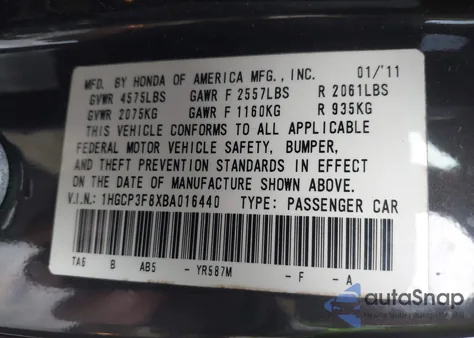 MFD. BY HONDA OF AMERICA MFG., INC. 01/'11
GVWR 4575LBS GAWR F 2557LBS R 2061LBS
GVWR 2075KG GAWR F 1160KG R 935KG
THIS VEHICLE CONFORMS TO ALL APPLICABLE
FEDERAL MOTOR VEHICLE SAFETY, BUMPER,
AND THEFT PREVENTION STANDARDS IN EFFECT
ON THE DATE OF MANUFACTURE SHOWN ABOVE.
V.I.N.: 1HGCP3F8XBA016440 TYPE: PASSENGER CAR
TA6 B AB5 - YR587M - F - A
autoSnap